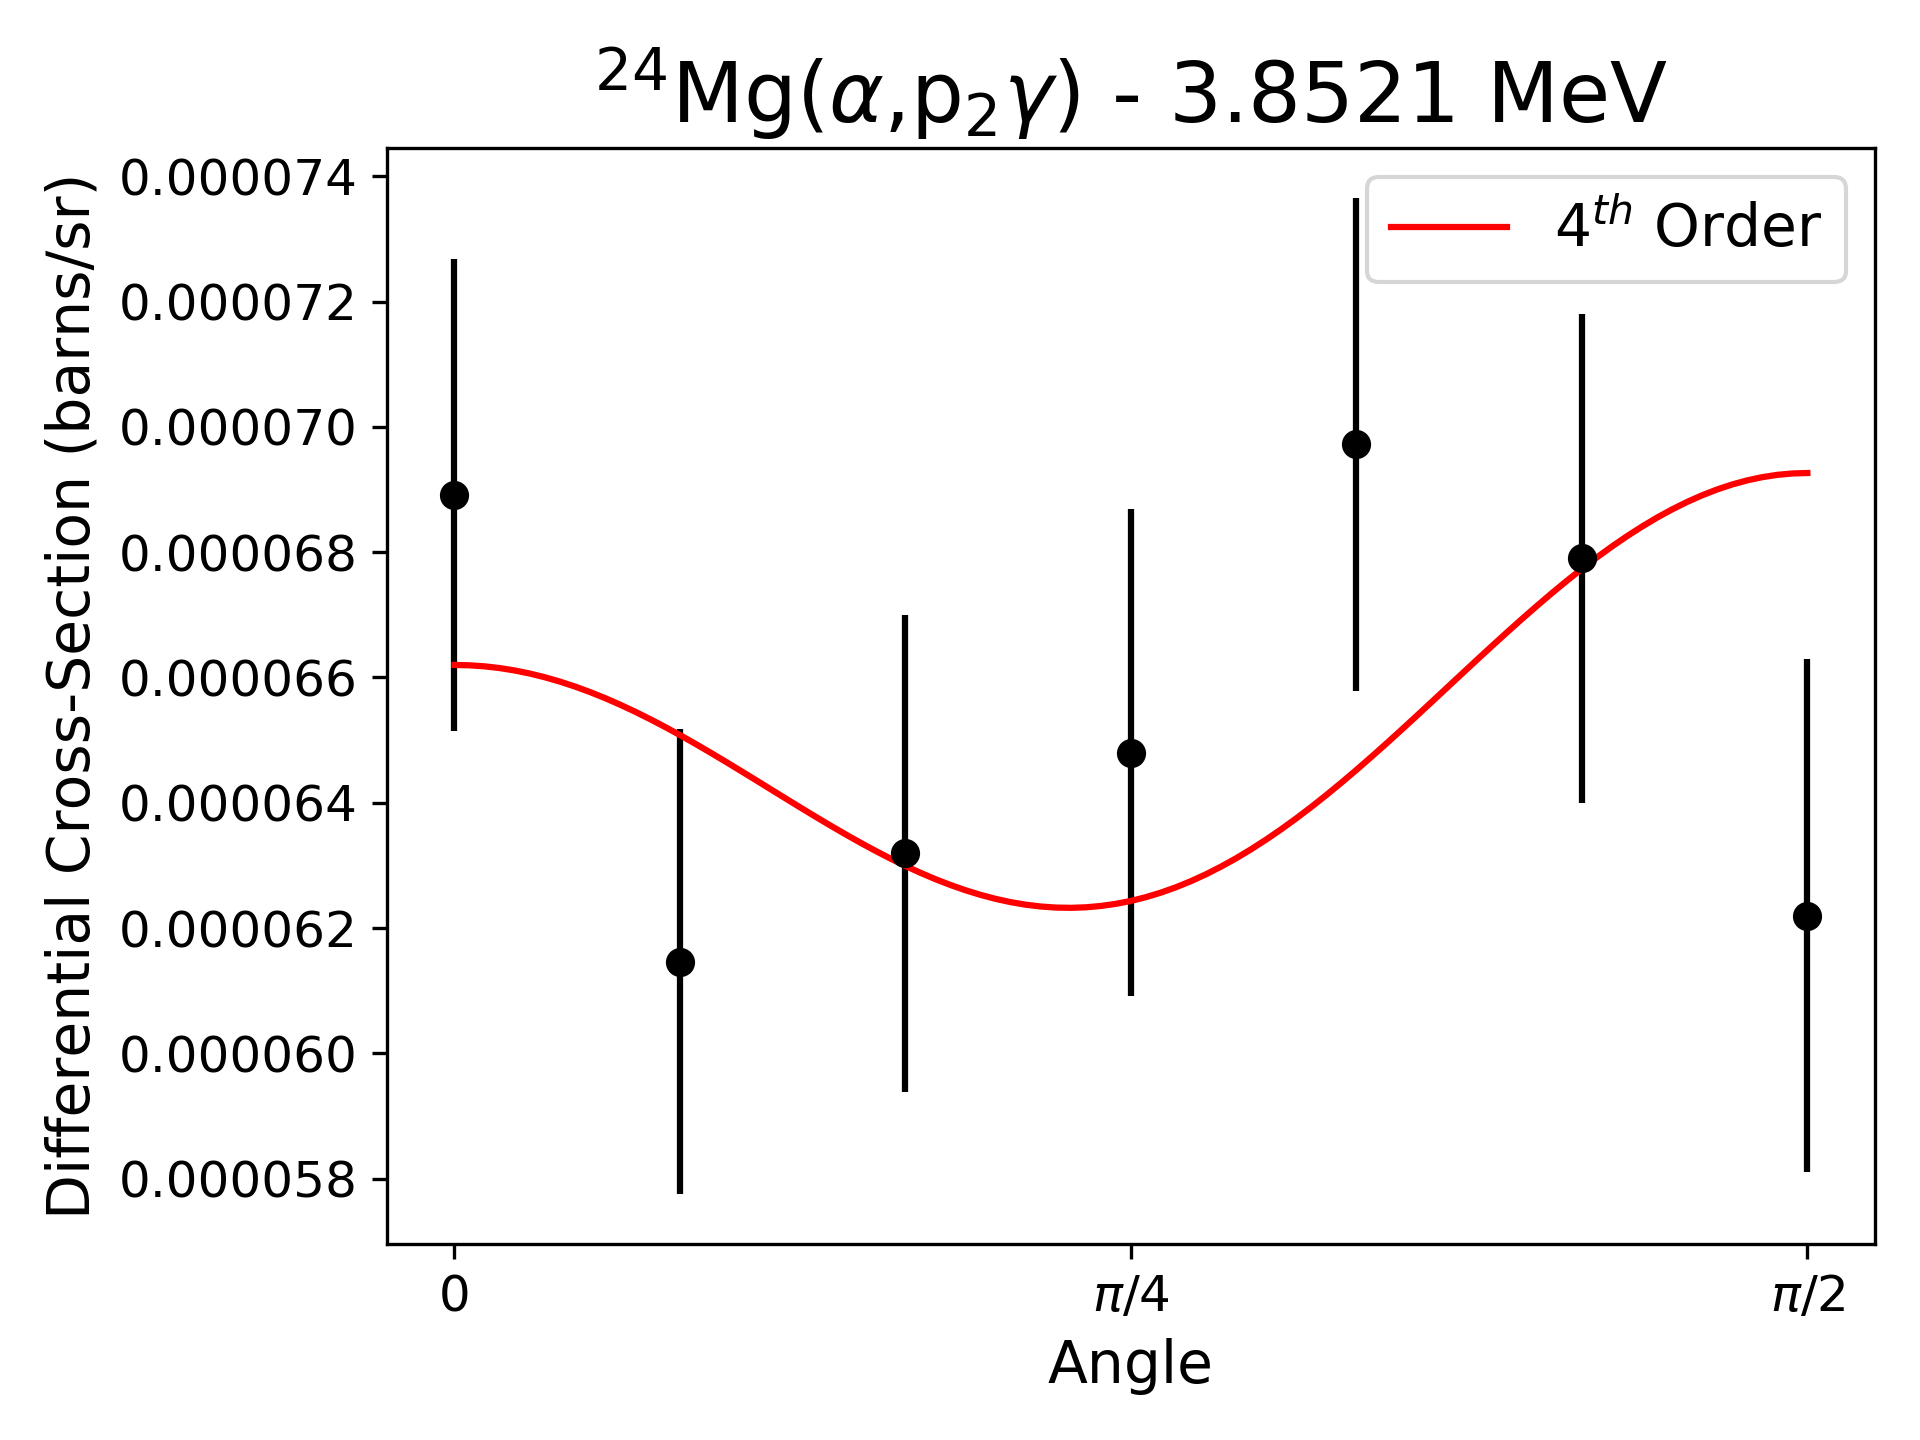 ²⁴Mg(α,p₂γ) - 3.8521 MeV
4ᵗʰ Order
Differential Cross-Section (barns/sr)
0.000074
0.000072
0.000070
0.000068
0.000066
0.000064
0.000062
0.000060
0.000058
0 π/4 π/2
Angle